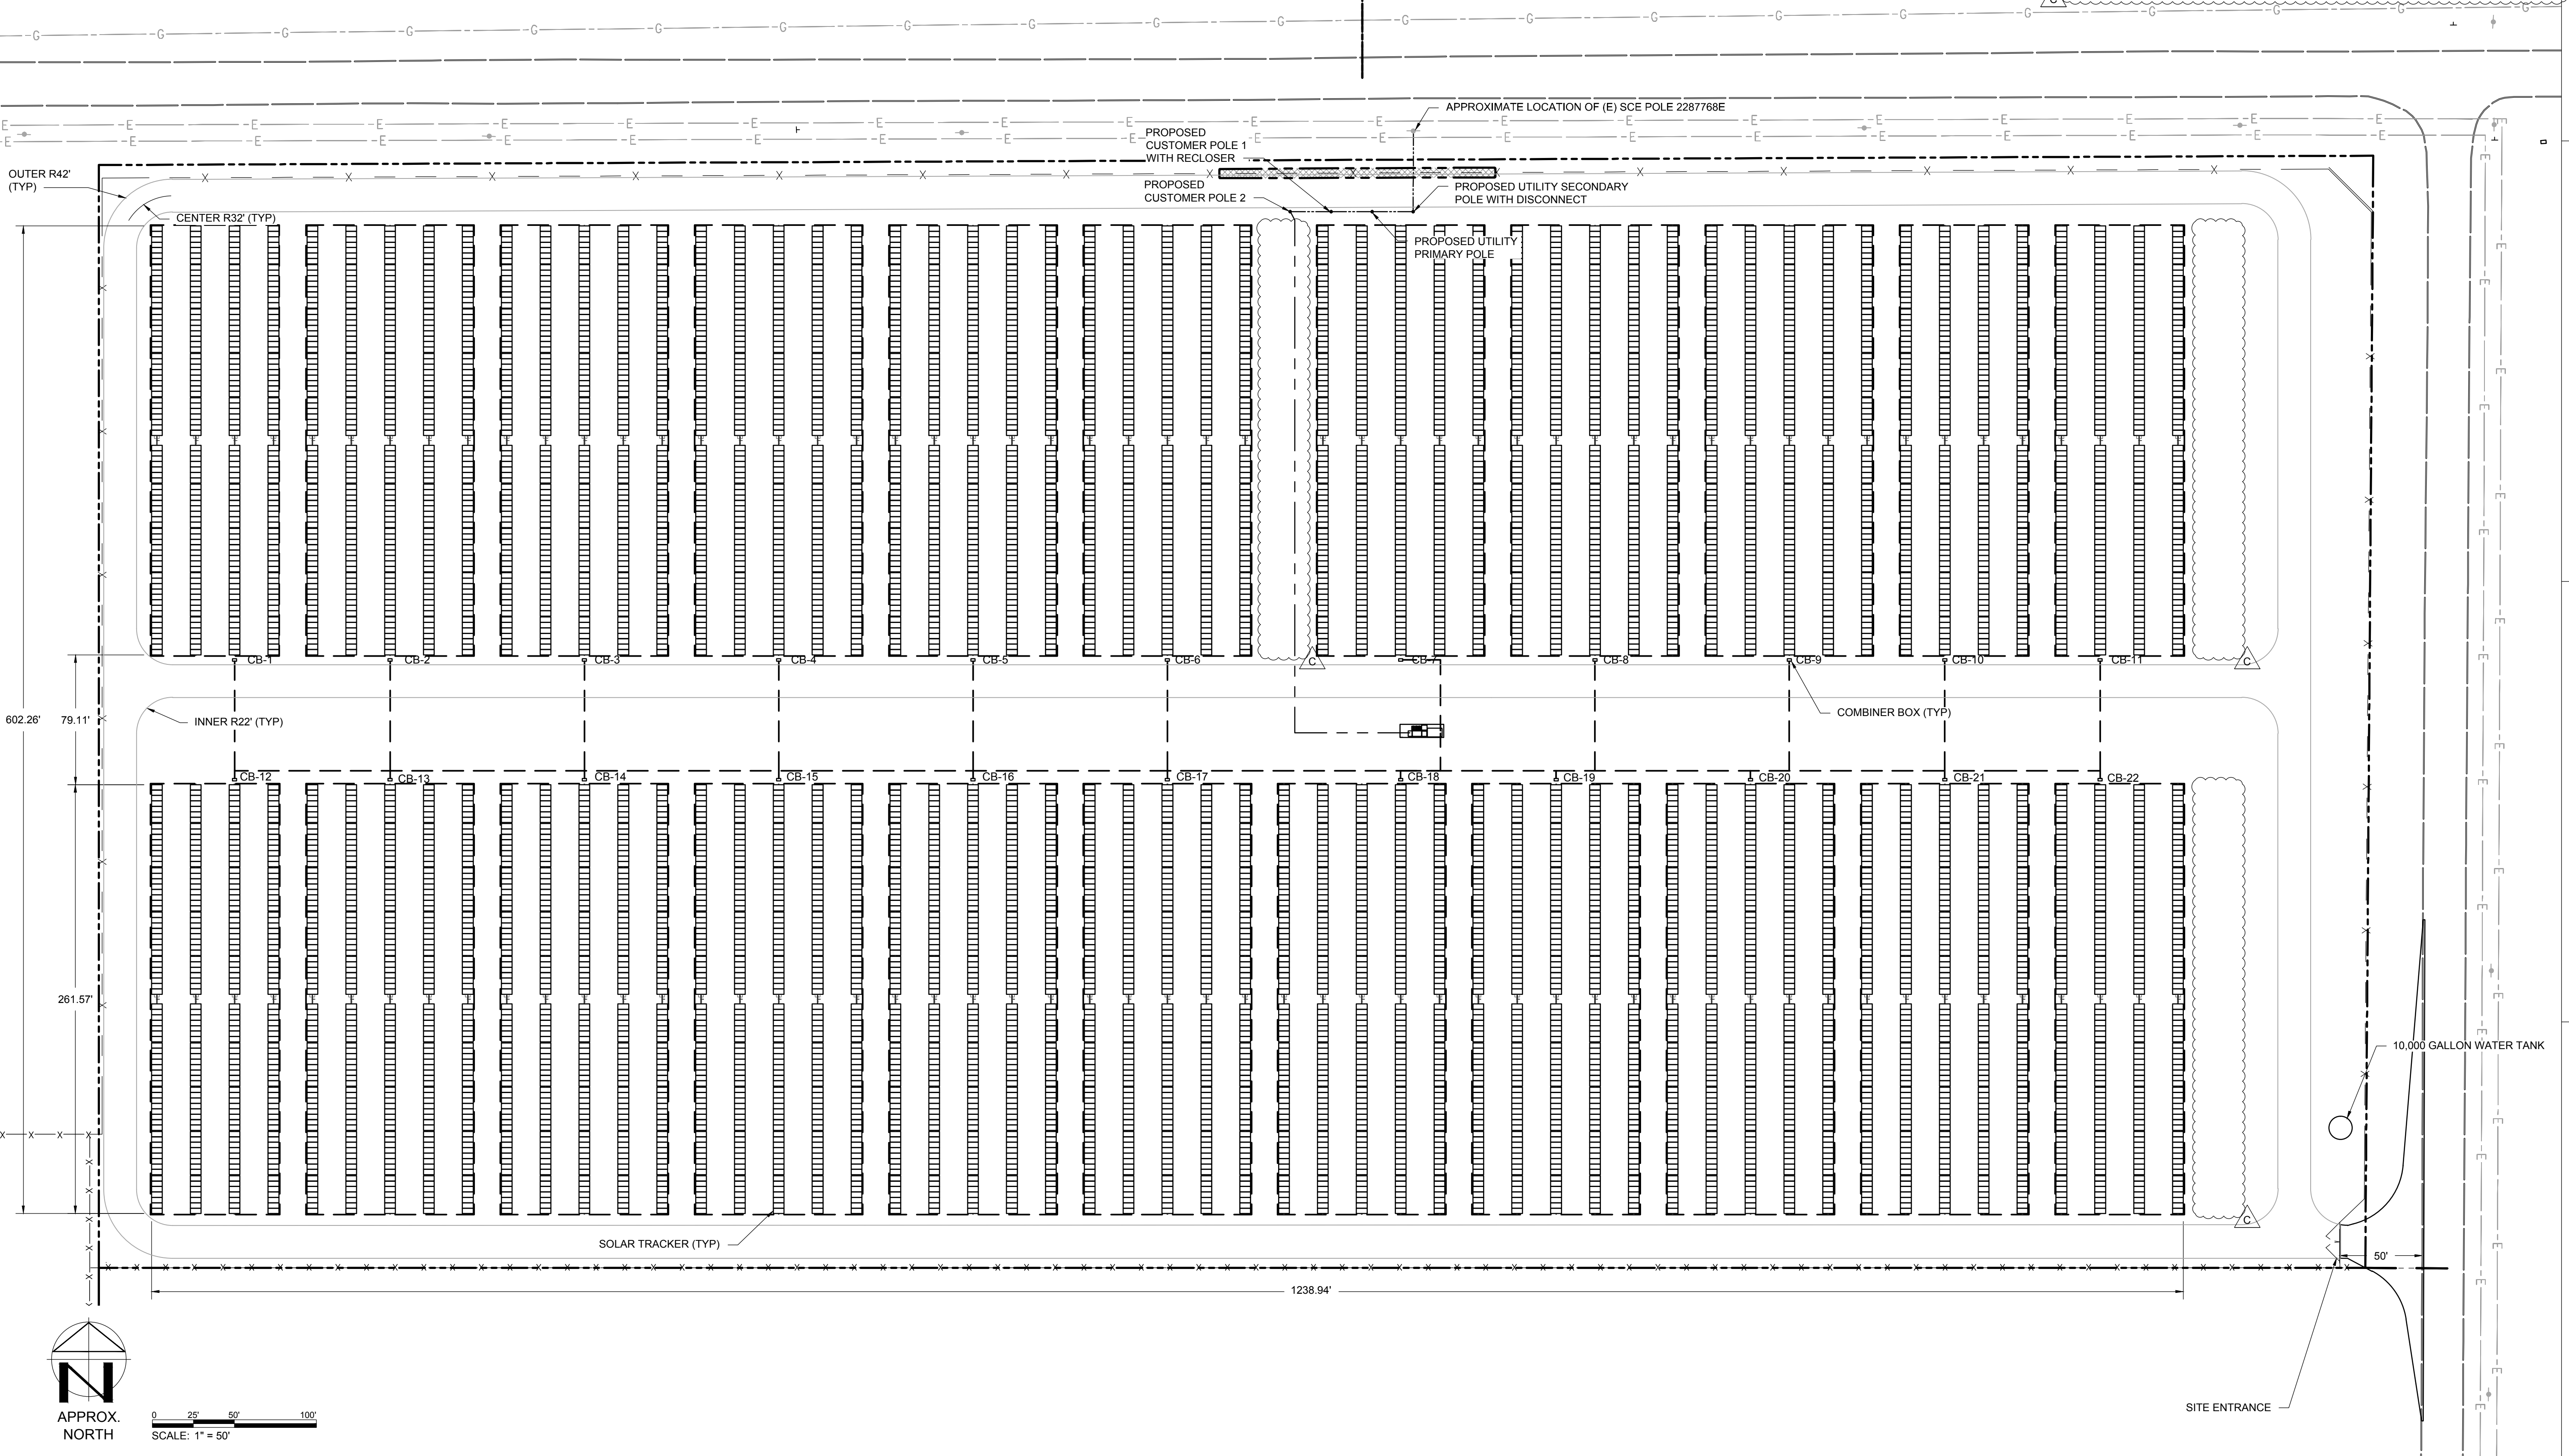 APPROXIMATE LOCATION OF (E) SCE POLE 2287768E
PROPOSED
CUSTOMER POLE 1
WITH RECLOSER
OUTER R42'
(TYP)
PROPOSED
CUSTOMER POLE 2
PROPOSED UTILITY SECONDARY
POLE WITH DISCONNECT
CENTER R32' (TYP)
PROPOSED UTILITY
PRIMARY POLE
CB-1
CB-2
CB-3
CB-4
CB-5
CB-6
C
CB-7
CB-8
CB-9
CB-10
CB-11
C
602.26'
79.11'
INNER R22' (TYP)
COMBINER BOX (TYP)
CB-12
CB-13
CB-14
CB-15
CB-16
CB-17
CB-18
CB-19
CB-20
CB-21
CB-22
261.57'
10,000 GALLON WATER TANK
C
SOLAR TRACKER (TYP)
50'
1238.94'
N
APPROX.
NORTH
0 25' 50' 100'
SCALE: 1" = 50'
SITE ENTRANCE